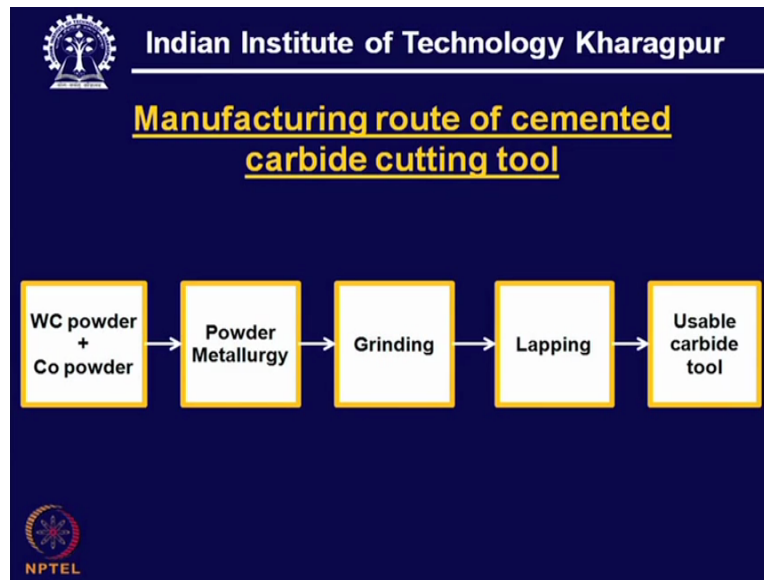 Indian Institute of Technology Kharagpur
Manufacturing route of cemented
carbide cutting tool
WC powder
+
Co powder
Powder
Metallurgy
Grinding
Lapping
Usable
carbide
tool
NPTEL